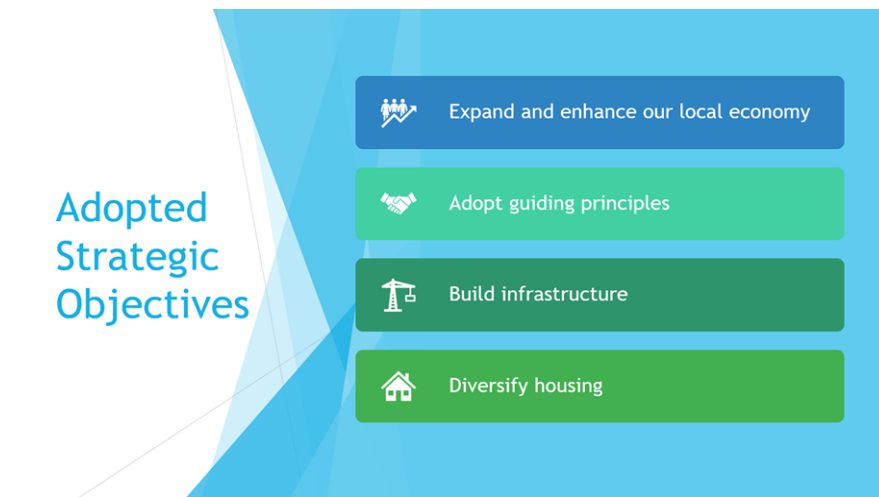 Adopted
Strategic
Objectives
Expand and enhance our local economy
Adopt guiding principles
Build infrastructure
Diversify housing